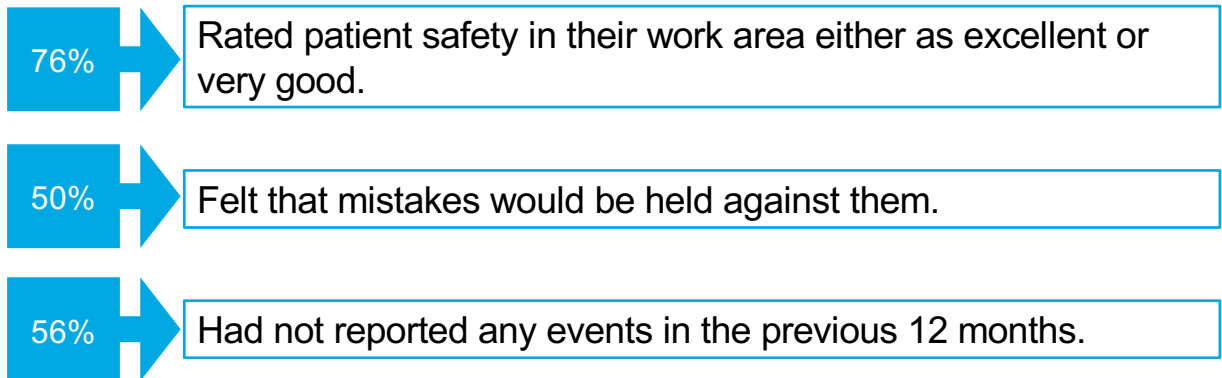 76%
Rated patient safety in their work area either as excellent or
very good.
50%
Felt that mistakes would be held against them.
56%
Had not reported any events in the previous 12 months.